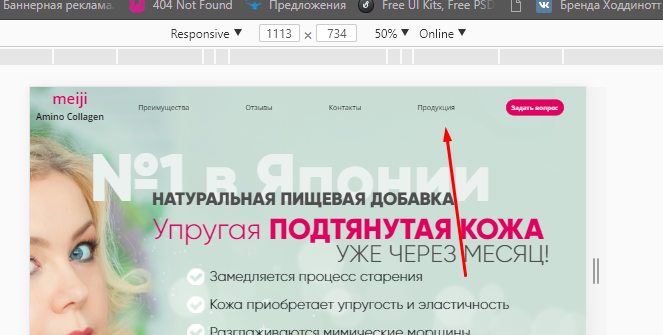 Баннерная реклама. 404 Not Found Предложения Free UI Kits, Free PSD Бренда Ходдинотт
Responsive ▼ 1113 × 734 50% ▼ Online ▼
meiji
Amino Collagen
Преимущества Отзывы Контакты Продукция Задать вопрос
№1 в Японии
НАТУРАЛЬНАЯ ПИЩЕВАЯ ДОБАВКА
Упругая ПОДТЯНУТАЯ КОЖА
УЖЕ ЧЕРЕЗ МЕСЯЦ!
Замедляется процесс старения
Кожа приобретает упругость и эластичность
Разглаживаются мимические морщины